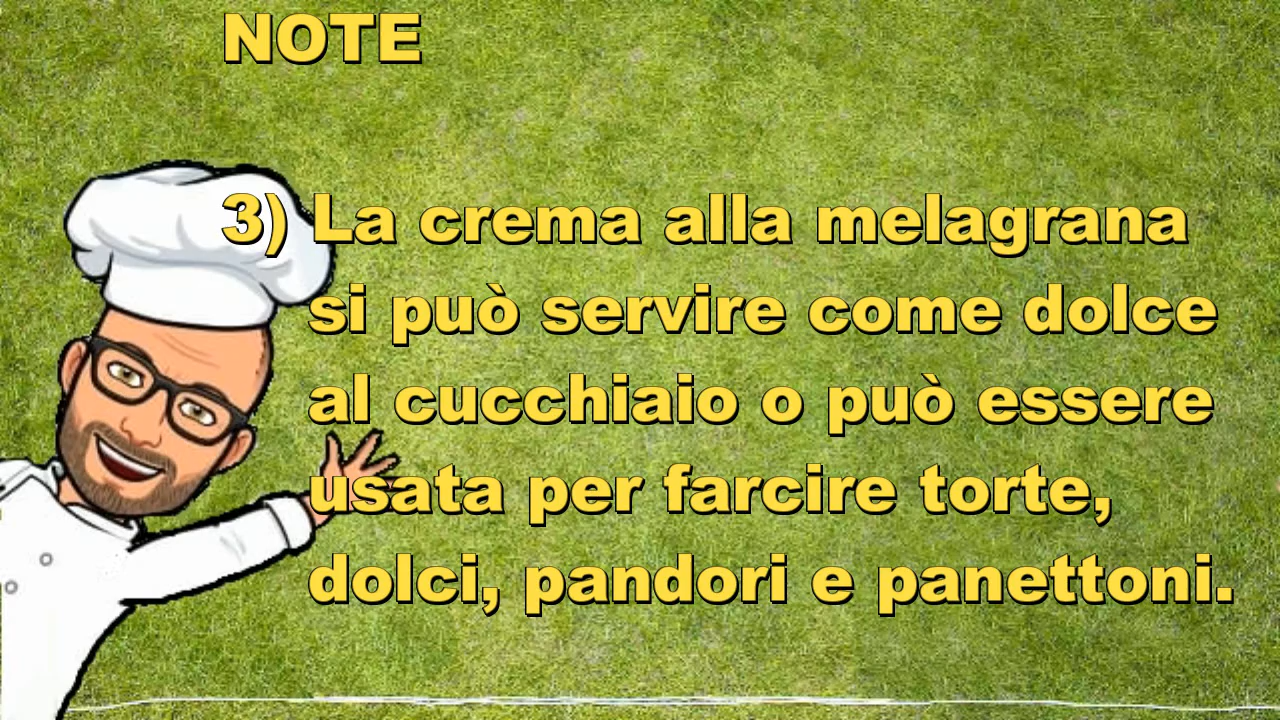 NOTE
3) La crema alla melagrana
si può servire come dolce
al cucchiaio o può essere
usata per farcire torte,
dolci, pandori e panettoni.